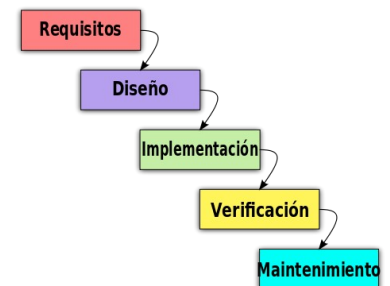 Requisitos
Diseño
Implementación
Verificación
Maintenimiento